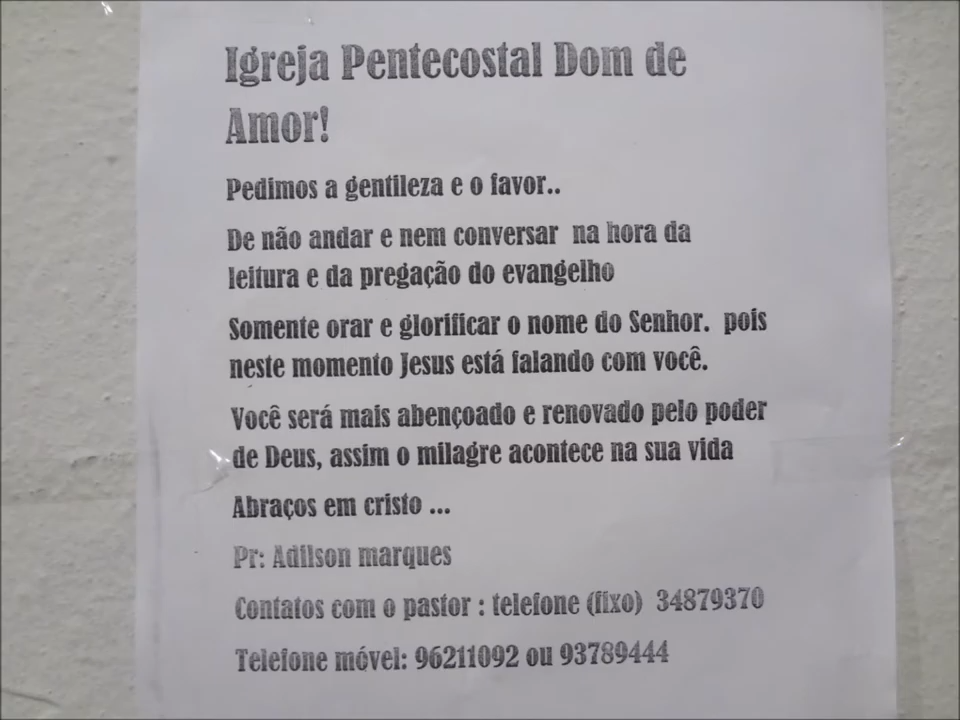 Igreja Pentecostal Dom de
Amor!
Pedimos a gentileza e o favor..
De não andar e nem conversar na hora da
leitura e da pregação do evangelho
Somente orar e glorificar o nome do Senhor. pois
neste momento Jesus está falando com você.
Você será mais abençoado e renovado pelo poder
de Deus, assim o milagre acontece na sua vida
Abraços em cristo ...
Pr: Adilson marques
Contatos com o pastor : telefone (fixo) 34879370
Telefone móvel: 96211092 ou 93789444